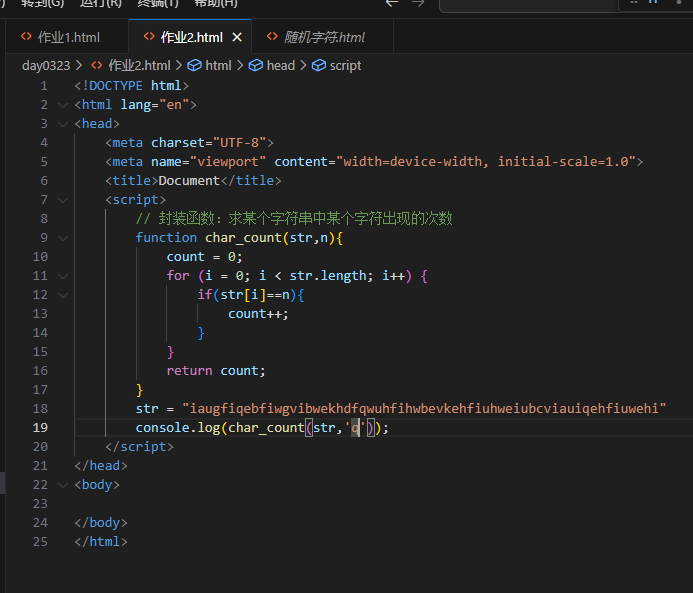 转到(G) 运行(R) 终端(T) 帮助(H)
作业1.html 作业2.html 随机字符.html
day0323 > 作业2.html > html > head > script
1 <!DOCTYPE html>
2 <html lang="en">
3 <head>
4 <meta charset="UTF-8">
5 <meta name="viewport" content="width=device-width, initial-scale=1.0">
6 <title>Document</title>
7 <script>
8 // 封装函数：求某个字符串中某个字符出现的次数
9 function char_count(str,n){
10 count = 0;
11 for (i = 0; i < str.length; i++) {
12 if(str[i]==n){
13 count++;
14 }
15 }
16 return count;
17 }
18 str = "iaugfiqebfiwgvibwekhdfqwuhfihwbevkehfiuhweiubcviauiqehfiuwehi"
19 console.log(char_count(str,'q'));
20 </script>
21 </head>
22 <body>
23
24 </body>
25 </html>